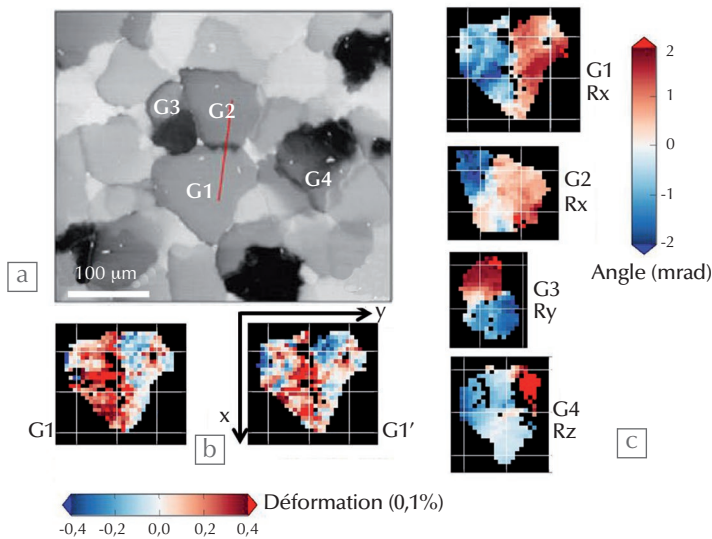 G3
G2
G1
G4
100 µm
a
G1
Rx
G2
Rx
G3
Ry
G4
Rz
c
2
1
0
-1
-2
Angle (mrad)
y
x
G1
b
G1’
Déformation (0,1%)
-0,4 -0,2 0,0 0,2 0,4